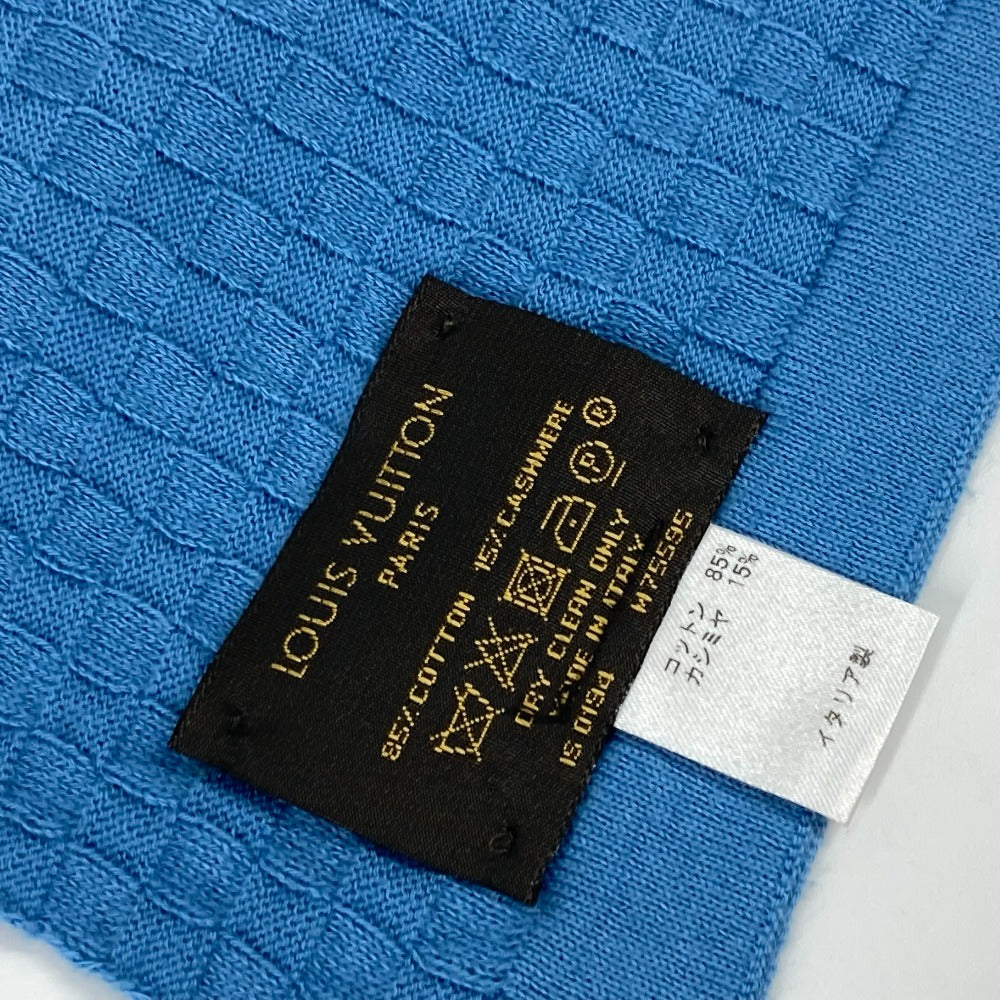 LOUIS VUITTON
PARIS
85% COTTON 15% CASHMERE
P R
DRY CLEAN ONLY
MADE IN ITALY
IS 0194 M75595
コットン 85%
カシミヤ 15%
イタリア製